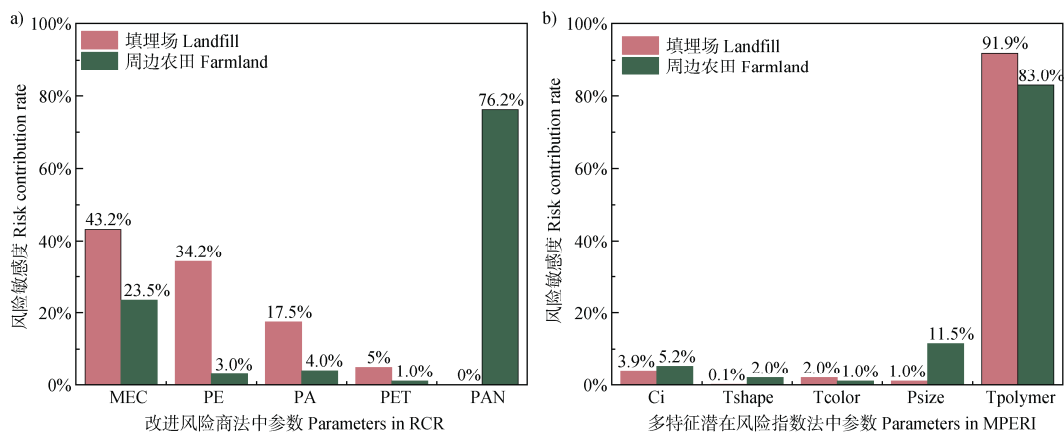 a)
100%
80%
60%
40%
20%
0%
风险敏感度 Risk contribution rate
填埋场 Landfill
周边农田 Farmland
43.2%
23.5%
34.2%
3.0%
17.5%
4.0%
5%
1.0%
0%
76.2%
MEC PE PA PET PAN
改进风险商法中参数 Parameters in RCR
b)
100%
80%
60%
40%
20%
0%
风险敏感度 Risk contribution rate
填埋场 Landfill
周边农田 Farmland
3.9%
5.2%
0.1%
2.0%
2.0%
1.0%
1.0%
11.5%
91.9%
83.0%
Ci Tshape Tcolor Psize Tpolymer
多特征潜在风险指数法中参数 Parameters in MPERI